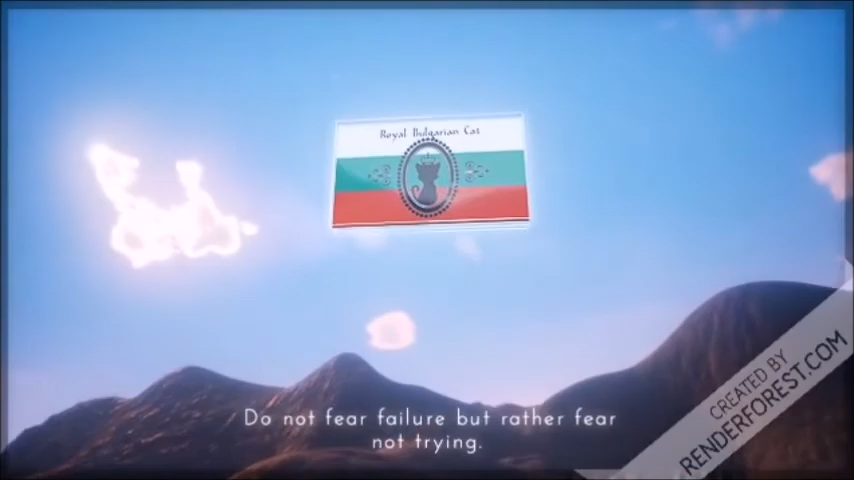 Royal Bulgarian Cat
Do not fear failure but rather fear
not trying.
CREATED BY
RENDERFOREST.COM